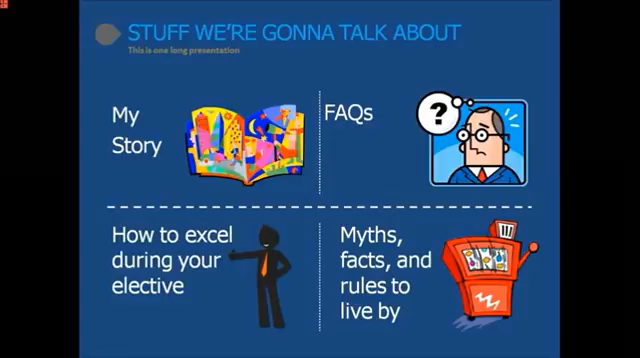 STUFF WE'RE GONNA TALK ABOUT
This is one long presentation
My
Story
FAQs
?
How to excel
during your
elective
Myths,
facts, and
rules to
live by